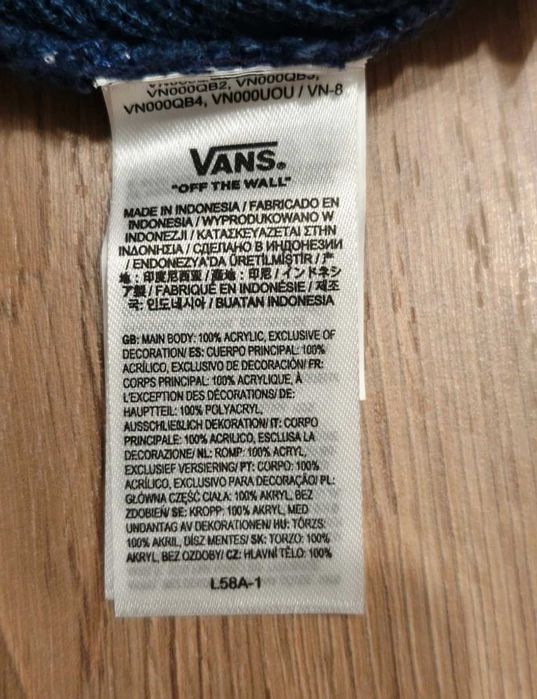 VN000QB2, VN000QB3,
VN000QB4, VN000UOU / VN-8
VANS®
"OFF THE WALL"
MADE IN INDONESIA / FABRICADO EN
INDONESIA / WYPRODUKOWANO W
INDONEZJI / ΚΑΤΑΣΚΕΥΑΖΕΤΑΙ ΣΤΗΝ
ΙΝΔΟΝΗΣΙΑ / СДЕЛАНО В ИНДОНЕЗИИ
/ ENDONEZYA'DA ÜRETİLMİŞTİR / 产
地 : 印度尼西亚 / 產地 : 印尼 / インドネシ
ア製 / FABRIQUÉ EN INDONÉSIE / 제조
국: 인도네시아 / BUATAN INDONESIA
GB: MAIN BODY: 100% ACRYLIC, EXCLUSIVE OF
DECORATION/ ES: CUERPO PRINCIPAL: 100%
ACRÍLICO, EXCLUSIVO DE DECORACIÓN/ FR:
CORPS PRINCIPAL: 100% ACRYLIQUE, À
L'EXCEPTION DES DÉCORATIONS/ DE:
HAUPTTEIL: 100% POLYACRYL,
AUSSCHLIEßLICH DEKORATION/ IT: CORPO
PRINCIPALE: 100% ACRILICO, ESCLUSA LA
DECORAZIONE/ NL: ROMP: 100% ACRYL,
EXCLUSIEF VERSIERING/ PT: CORPO: 100%
ACRÍLICO, EXCLUSIVO PARA DECORAÇÃO/ PL:
GŁÓWNA CZĘŚĆ CIAŁA: 100% AKRYL, BEZ
ZDOBIEŃ/ SE: KROPP: 100% AKRYL, MED
UNDANTAG AV DEKORATIONEN/ HU: TÖRZS:
100% AKRIL, DÍSZ MENTES/ SK: TORZO: 100%
AKRYL, BEZ OZDOBY/ CZ: HLAVNÍ TĚLO: 100%
L58A-1